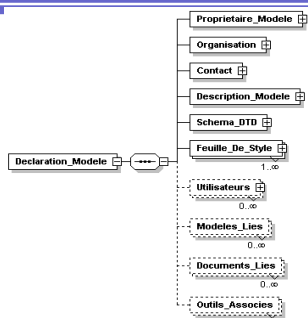 Proprietaire_Modele
Organisation
Contact
Description_Modele
Schema_DTD
Feuille_De_Style
1..∞
Declaration_Modele
Utilisateurs
0..∞
Modeles_Lies
0..∞
Documents_Lies
0..∞
Outils_Associes